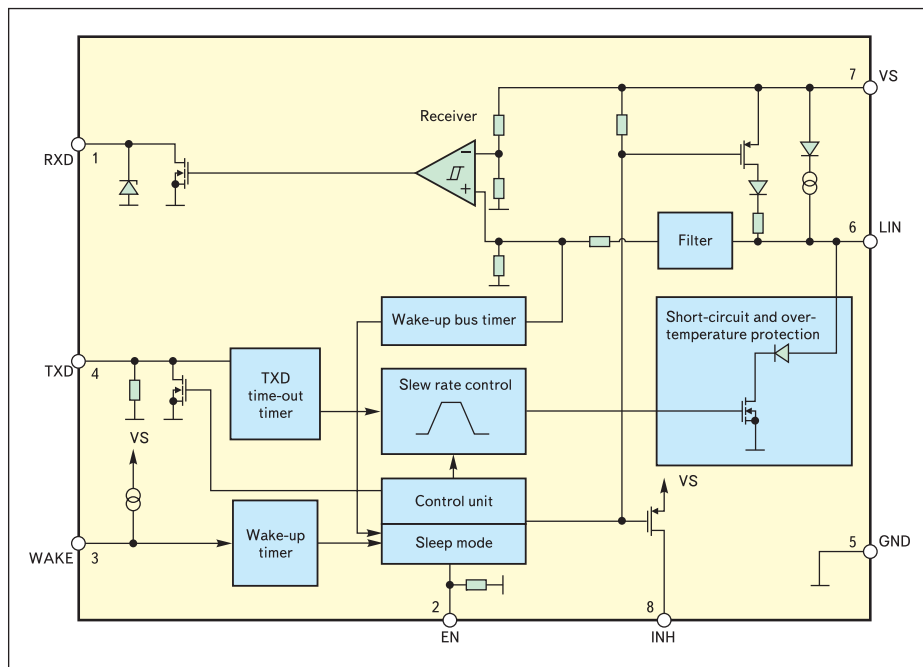 7
VS
Receiver
RXD
1
−
+
6
LIN
Filter
Wake-up bus timer
Short-circuit and over-
temperature protection
TXD
4
TXD
time-out
timer
Slew rate control
VS
VS
Control unit
Sleep mode
WAKE
3
Wake-up
timer
GND
5
2
EN
8
INH